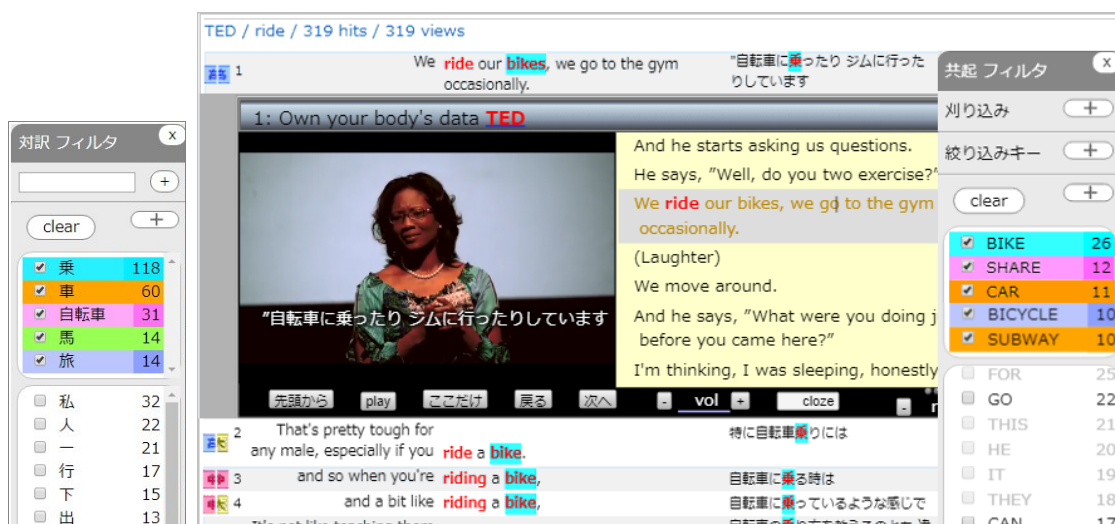 TED / ride / 319 hits / 319 views
1 We ride our bikes, we go to the gym
occasionally.
"自転車に乗ったり ジムに行った
りしています
1: Own your body's data TED
"自転車に乗ったり ジムに行ったりしています
And he starts asking us questions.
He says, "Well, do you two exercise?"
We ride our bikes, we go to the gym
occasionally.
(Laughter)
We move around.
And he says, "What were you doing j
before you came here?"
I'm thinking, I was sleeping, honestly
先頭から play ここだけ 戻る 次へ - vol + cloze -
2 That's pretty tough for
any male, especially if you ride a bike.
特に自転車乗りには
3 and so when you're riding a bike,
自転車に乗る時は
4 and a bit like riding a bike,
自転車に乗っているような感じで
対訳 フィルタ x
+
clear +
乗 118
車 60
自転車 31
馬 14
旅 14
私 32
人 22
一 21
行 17
下 15
出 13
共起 フィルタ x
刈り込み +
絞り込みキー +
clear +
BIKE 26
SHARE 12
CAR 11
BICYCLE 10
SUBWAY 10
FOR 25
GO 22
THIS 21
HE 20
IT 19
THEY 18
CAN 17